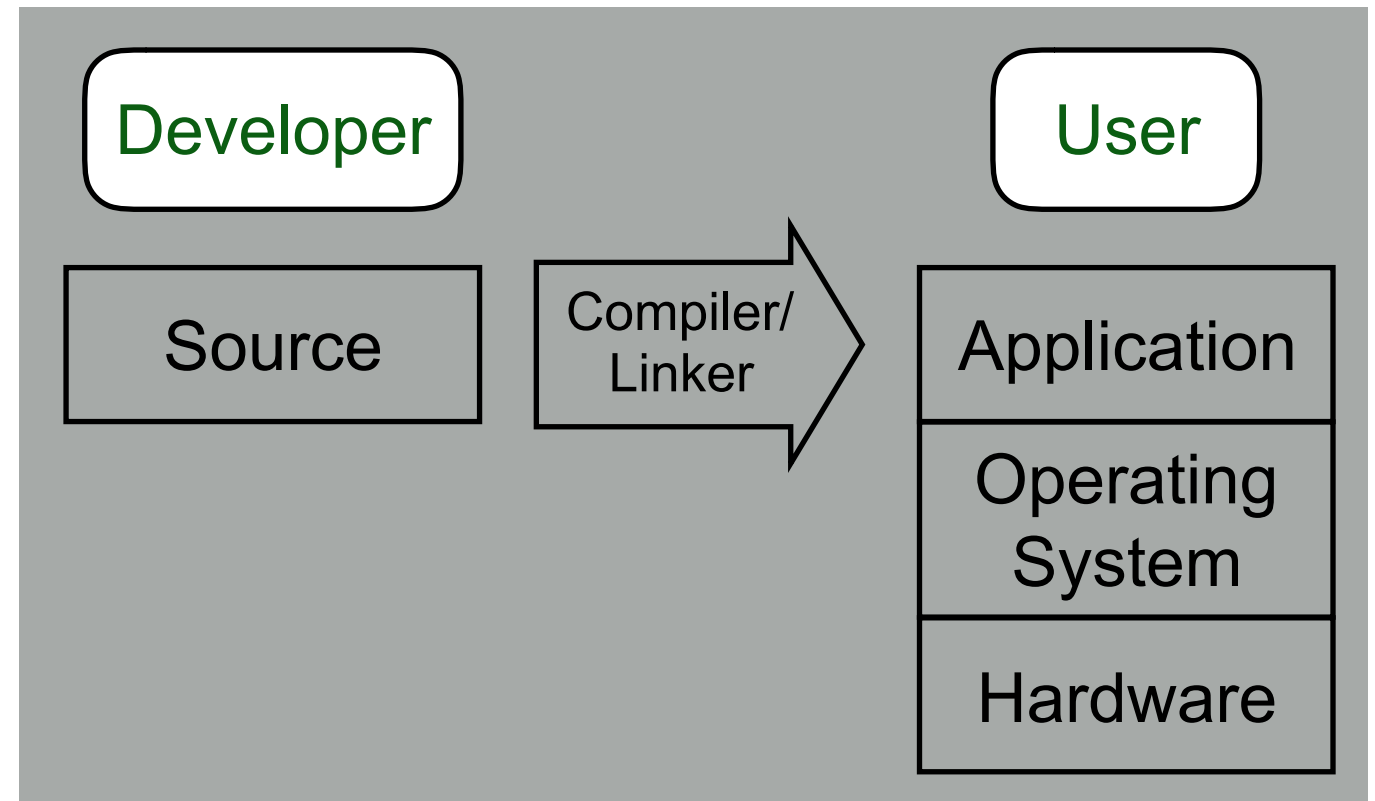 Developer
User
Source
Compiler/
Linker
Application
Operating
System
Hardware